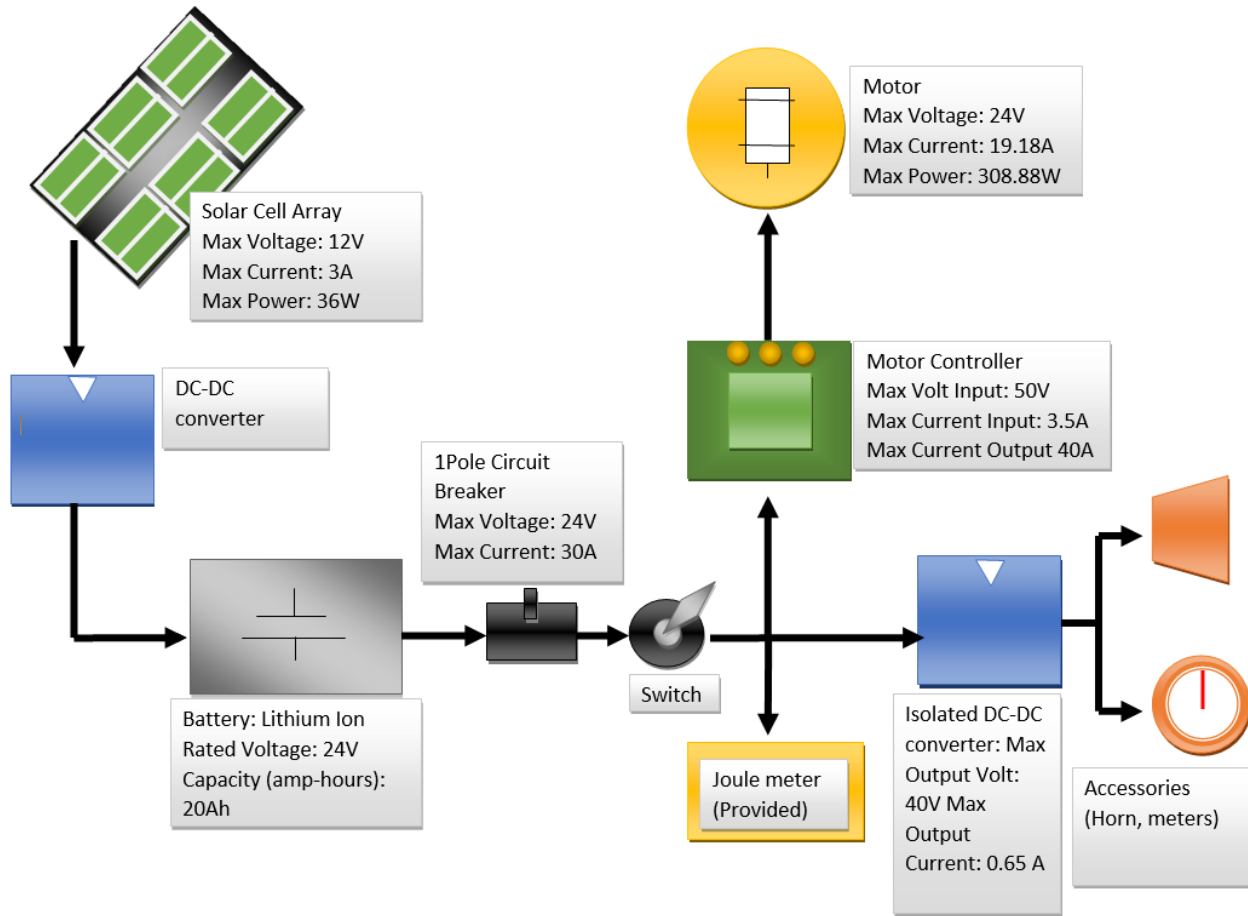 Solar Cell Array
Max Voltage: 12V
Max Current: 3A
Max Power: 36W
DC-DC
converter
Battery: Lithium Ion
Rated Voltage: 24V
Capacity (amp-hours):
20Ah
1Pole Circuit
Breaker
Max Voltage: 24V
Max Current: 30A
Switch
Motor
Max Voltage: 24V
Max Current: 19.18A
Max Power: 308.88W
Motor Controller
Max Volt Input: 50V
Max Current Input: 3.5A
Max Current Output 40A
Joule meter
(Provided)
Isolated DC-DC
converter: Max
Output Volt:
40V Max
Output
Current: 0.65 A
Accessories
(Horn, meters)